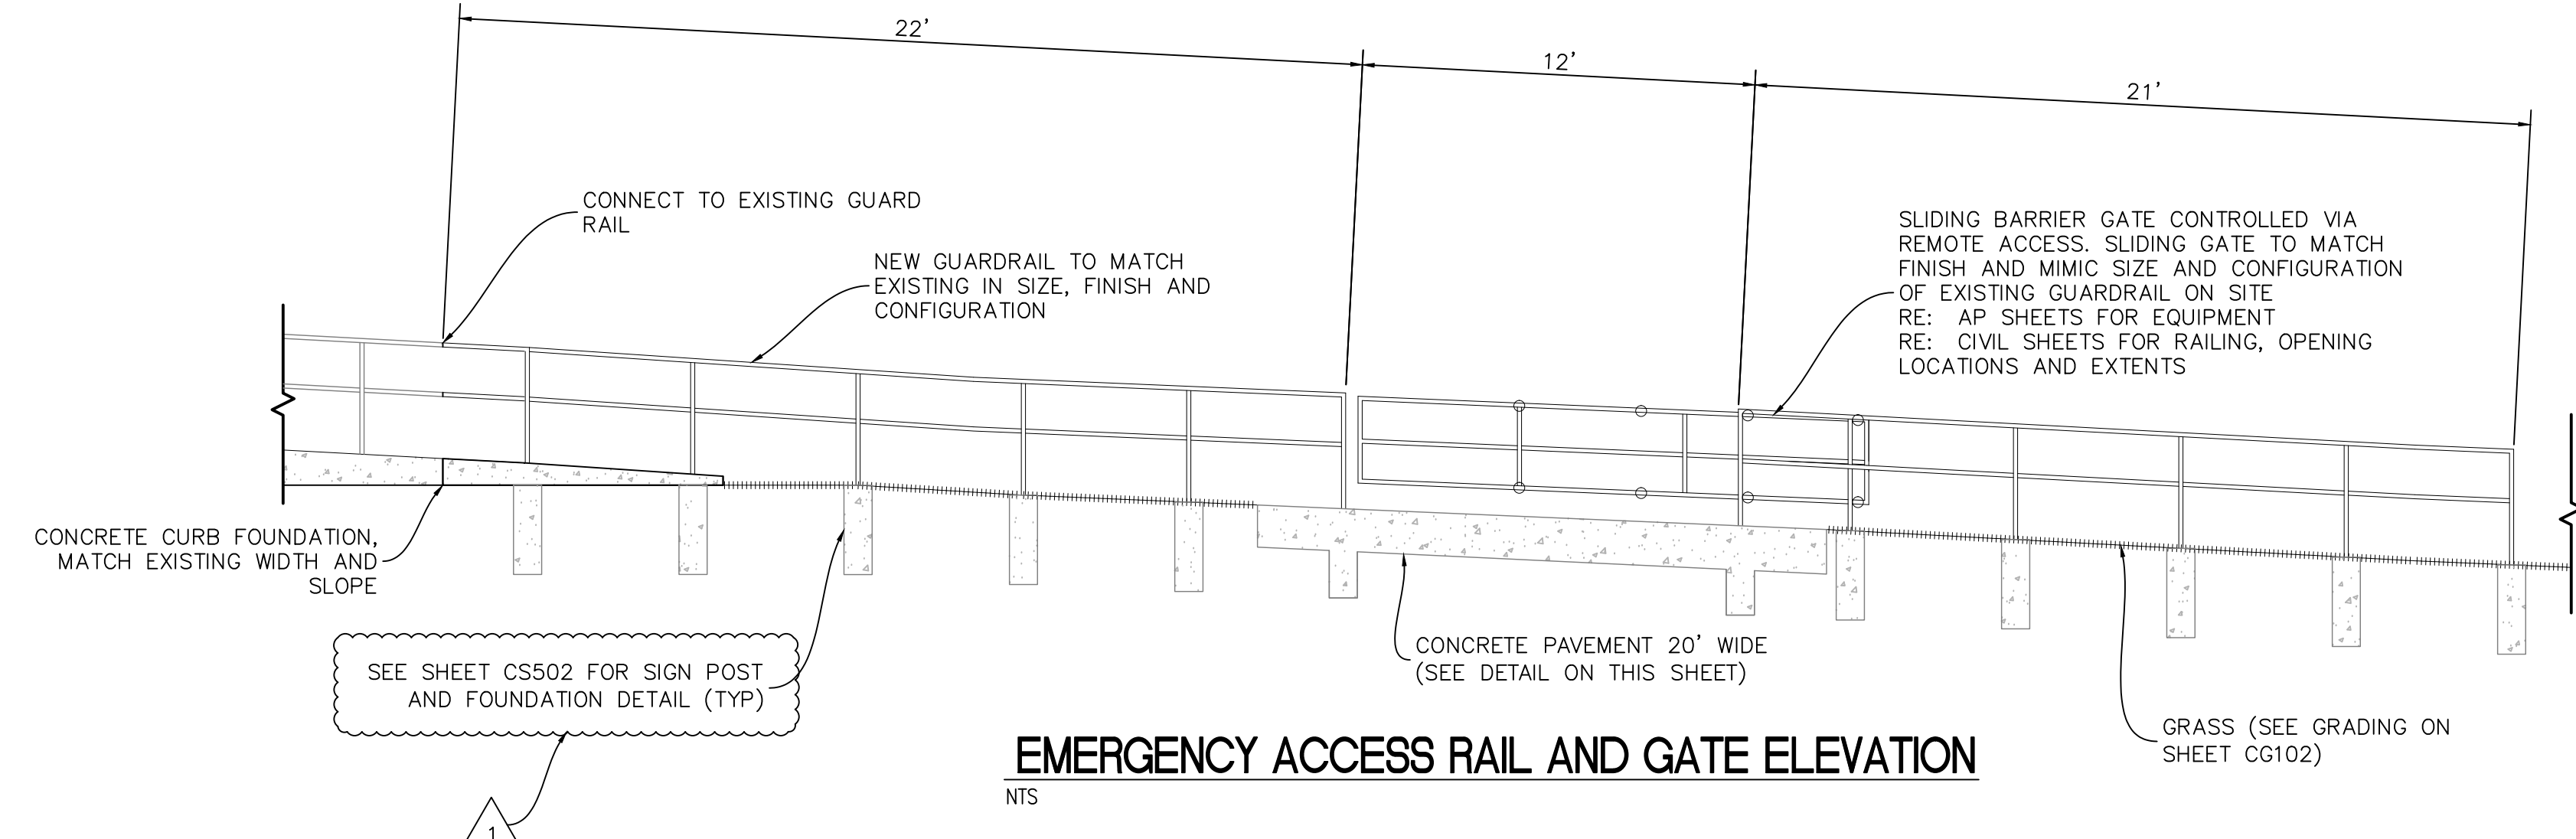 22'
12'
21'
CONNECT TO EXISTING GUARD
RAIL
NEW GUARDRAIL TO MATCH
EXISTING IN SIZE, FINISH AND
CONFIGURATION
SLIDING BARRIER GATE CONTROLLED VIA
REMOTE ACCESS. SLIDING GATE TO MATCH
FINISH AND MIMIC SIZE AND CONFIGURATION
OF EXISTING GUARDRAIL ON SITE
RE: AP SHEETS FOR EQUIPMENT
RE: CIVIL SHEETS FOR RAILING, OPENING
LOCATIONS AND EXTENTS
CONCRETE CURB FOUNDATION,
MATCH EXISTING WIDTH AND
SLOPE
SEE SHEET CS502 FOR SIGN POST
AND FOUNDATION DETAIL (TYP)
CONCRETE PAVEMENT 20' WIDE
(SEE DETAIL ON THIS SHEET)
GRASS (SEE GRADING ON
SHEET CG102)
EMERGENCY ACCESS RAIL AND GATE ELEVATION
NTS
1